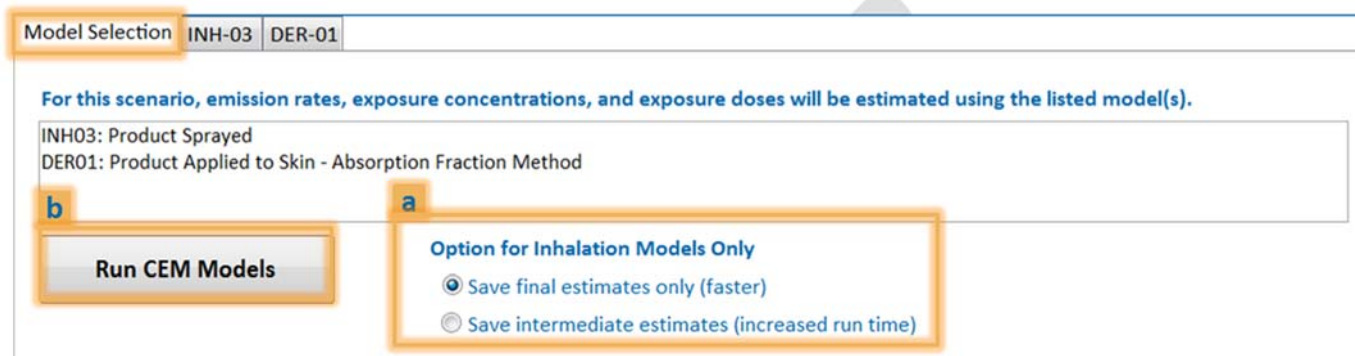 Model Selection INH-03 DER-01
For this scenario, emission rates, exposure concentrations, and exposure doses will be estimated using the listed model(s).
INH03: Product Sprayed
DER01: Product Applied to Skin - Absorption Fraction Method
b
a
Run CEM Models
Option for Inhalation Models Only
Save final estimates only (faster)
Save intermediate estimates (increased run time)